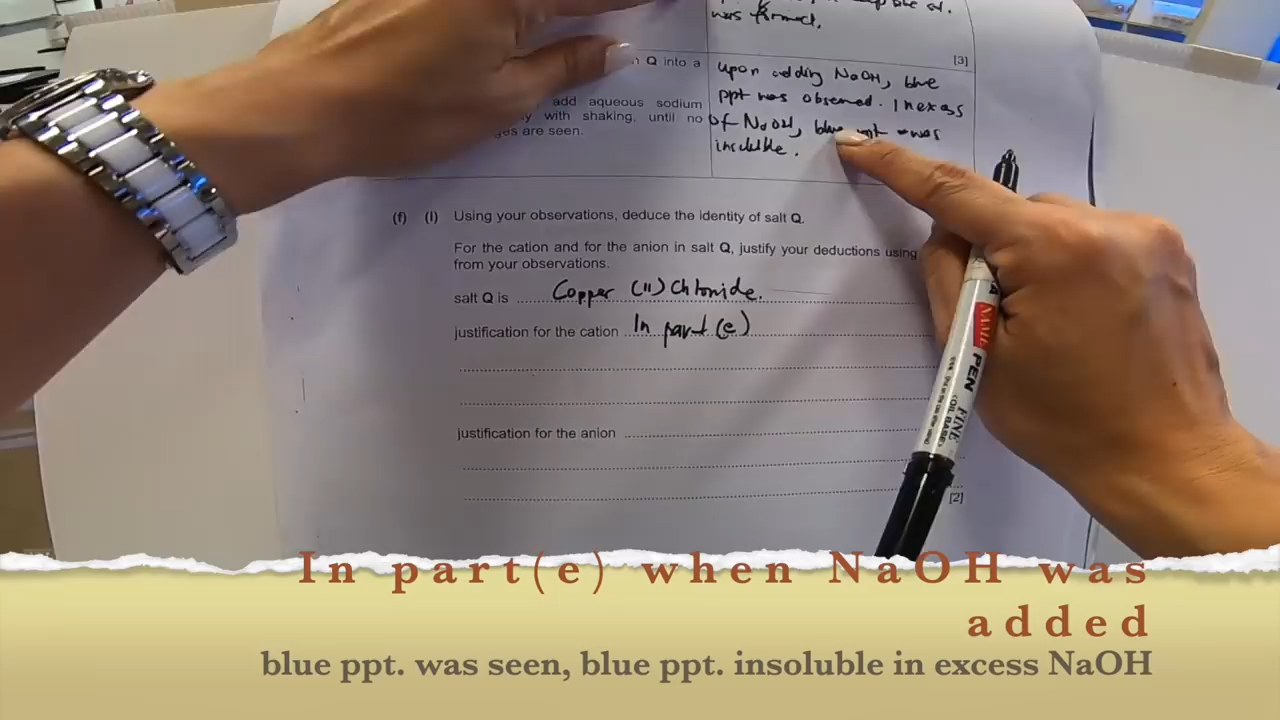 was formed.
[3]
Q into a
upon adding NaOH, blue
add aqueous sodium
ppt was observed. In excess
with shaking, until no
of NaOH, blue ppt was
are seen.
insoluble.
(f) (i) Using your observations, deduce the identity of salt Q.
For the cation and for the anion in salt Q, justify your deductions using
from your observations.
salt Q is Copper (II) Chloride.
justification for the cation In part (e)
justification for the anion
[2]
PEN FINE
In part(e) when NaOH was
added
blue ppt. was seen, blue ppt. insoluble in excess NaOH